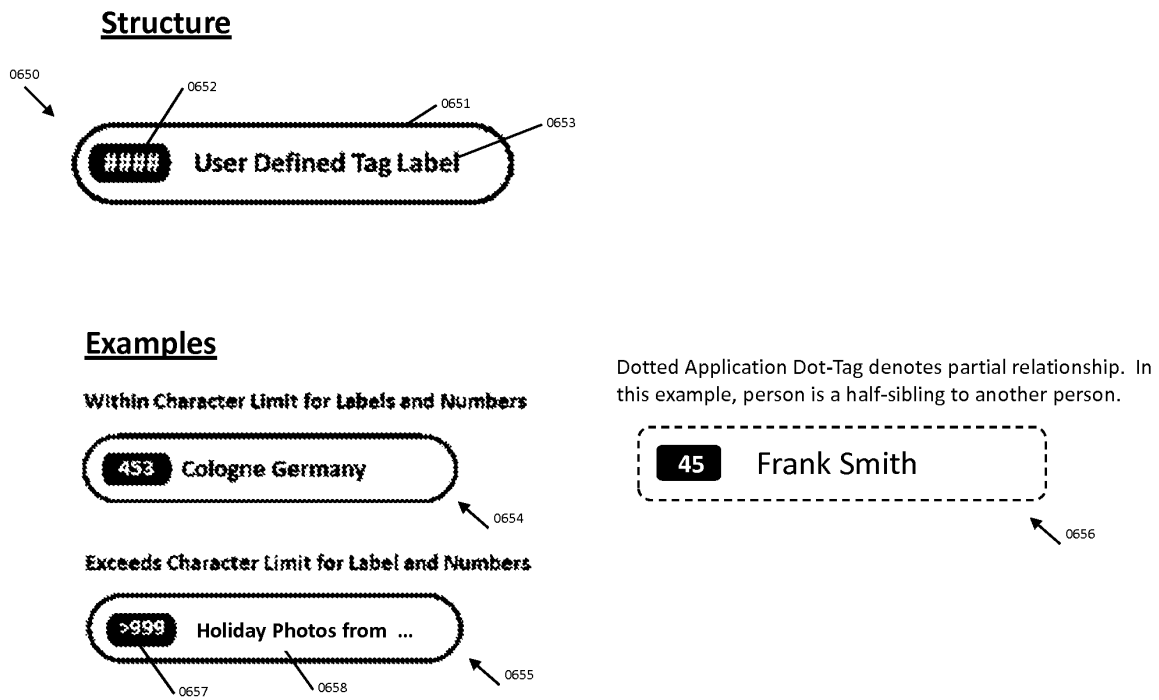 Structure
0650
0652
0651
0653
#### User Defined Tag Label
Examples
Within Character Limit for Labels and Numbers
453 Cologne Germany
0654
Exceeds Character Limit for Label and Numbers
>999 Holiday Photos from ...
0655
0657
0658
Dotted Application Dot-Tag denotes partial relationship. In
this example, person is a half-sibling to another person.
45 Frank Smith
0656